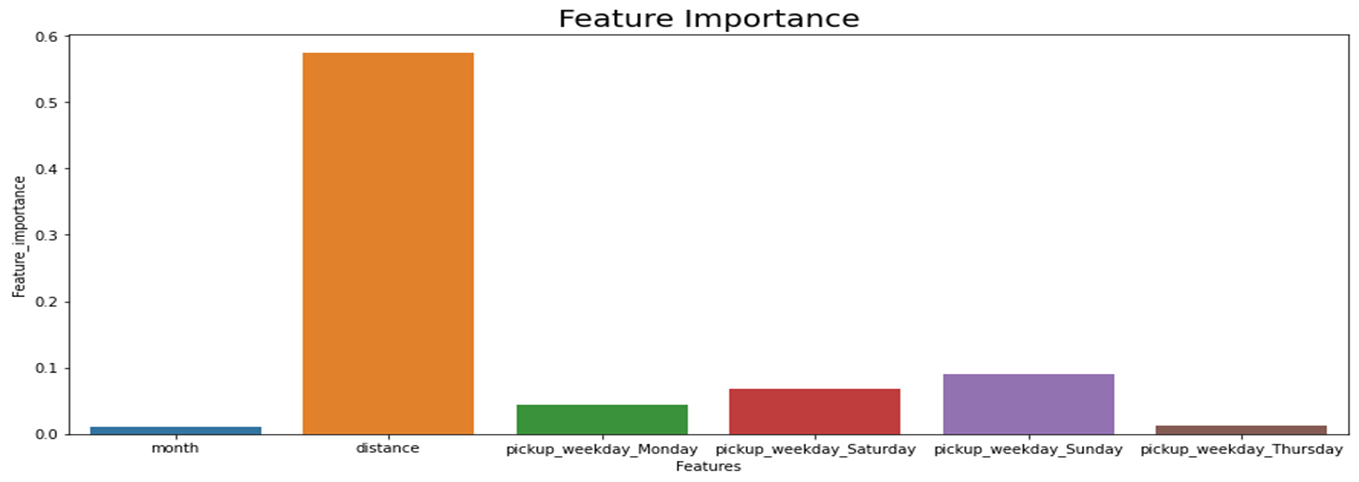 Feature Importance
0.6
0.5
0.4
0.3
0.2
0.1
0.0
Feature_importance
month distance pickup_weekday_Monday pickup_weekday_Saturday pickup_weekday_Sunday pickup_weekday_Thursday
Features